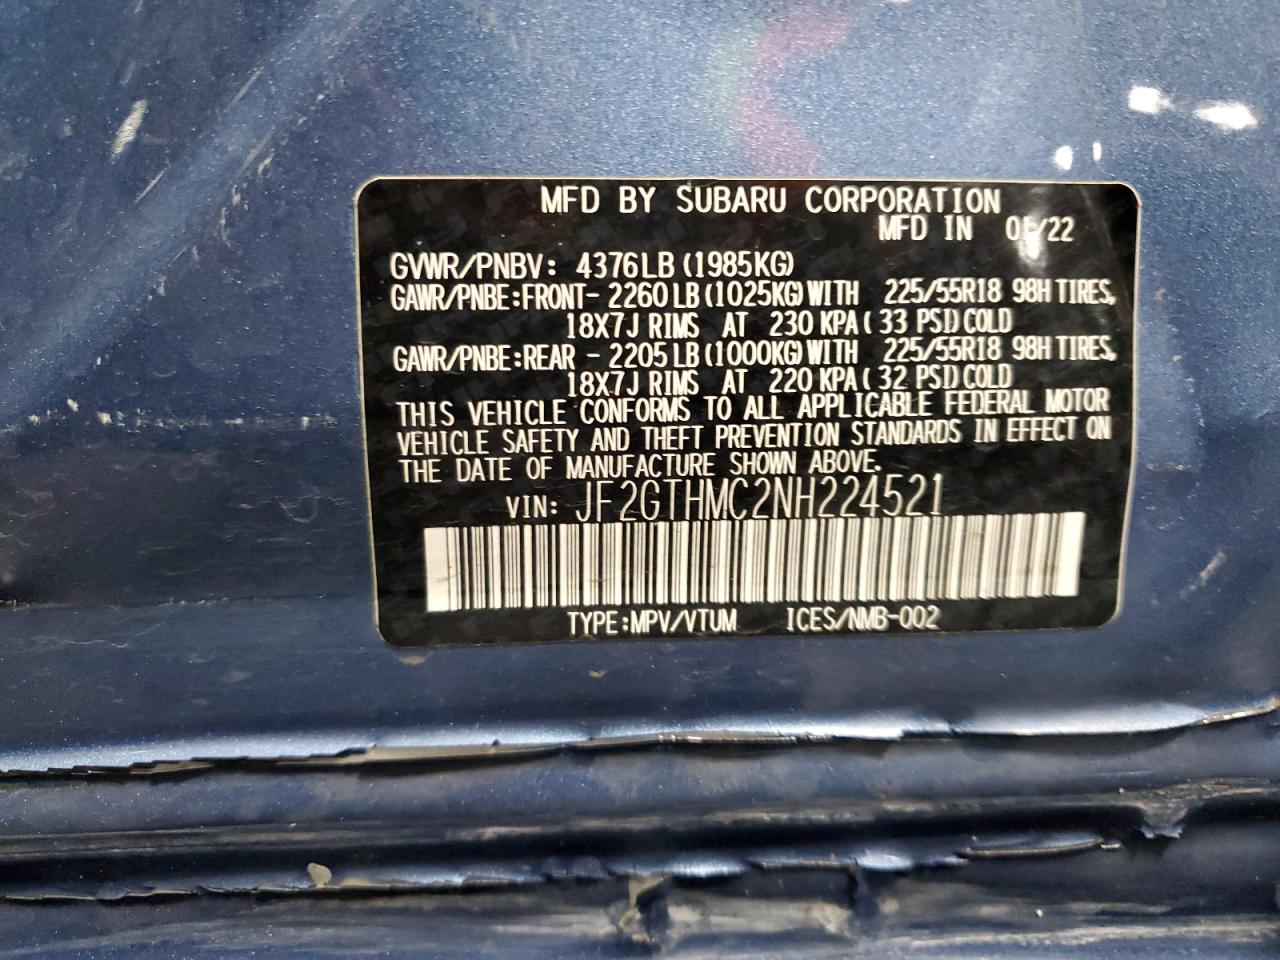 MFD BY SUBARU CORPORATION
MFD IN
GVWR/PNBV: 4376LB (1985KG)
GAWR/PNBE:FRONT- 2260 LB (1025KG) WITH 225/55R18 98H TIRES,
18X7J RIMS AT 230 KPA ( 33 PSI) COLD
GAWR/PNBE:REAR - 2205 LB (1000KG) WITH 225/55R18 98H TIRES,
18X7J RIMS AT 220 KPA ( 32 PSI) COLD
THIS VEHICLE CONFORMS TO ALL APPLICABLE FEDERAL MOTOR
VEHICLE SAFETY AND THEFT PREVENTION STANDARDS IN EFFECT ON
THE DATE OF MANUFACTURE SHOWN ABOVE.
VIN: JF2GTHMC2NH224521
TYPE:MPV/VTUM ICES/NMB-002